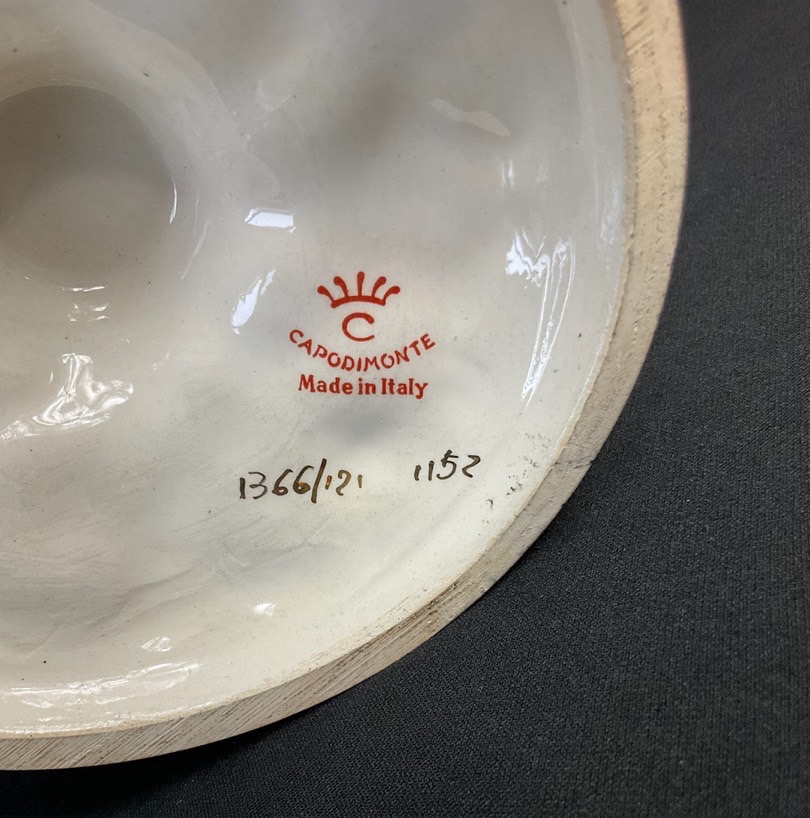 C
CAPODIMONTE
Made in Italy
1366/121 1152